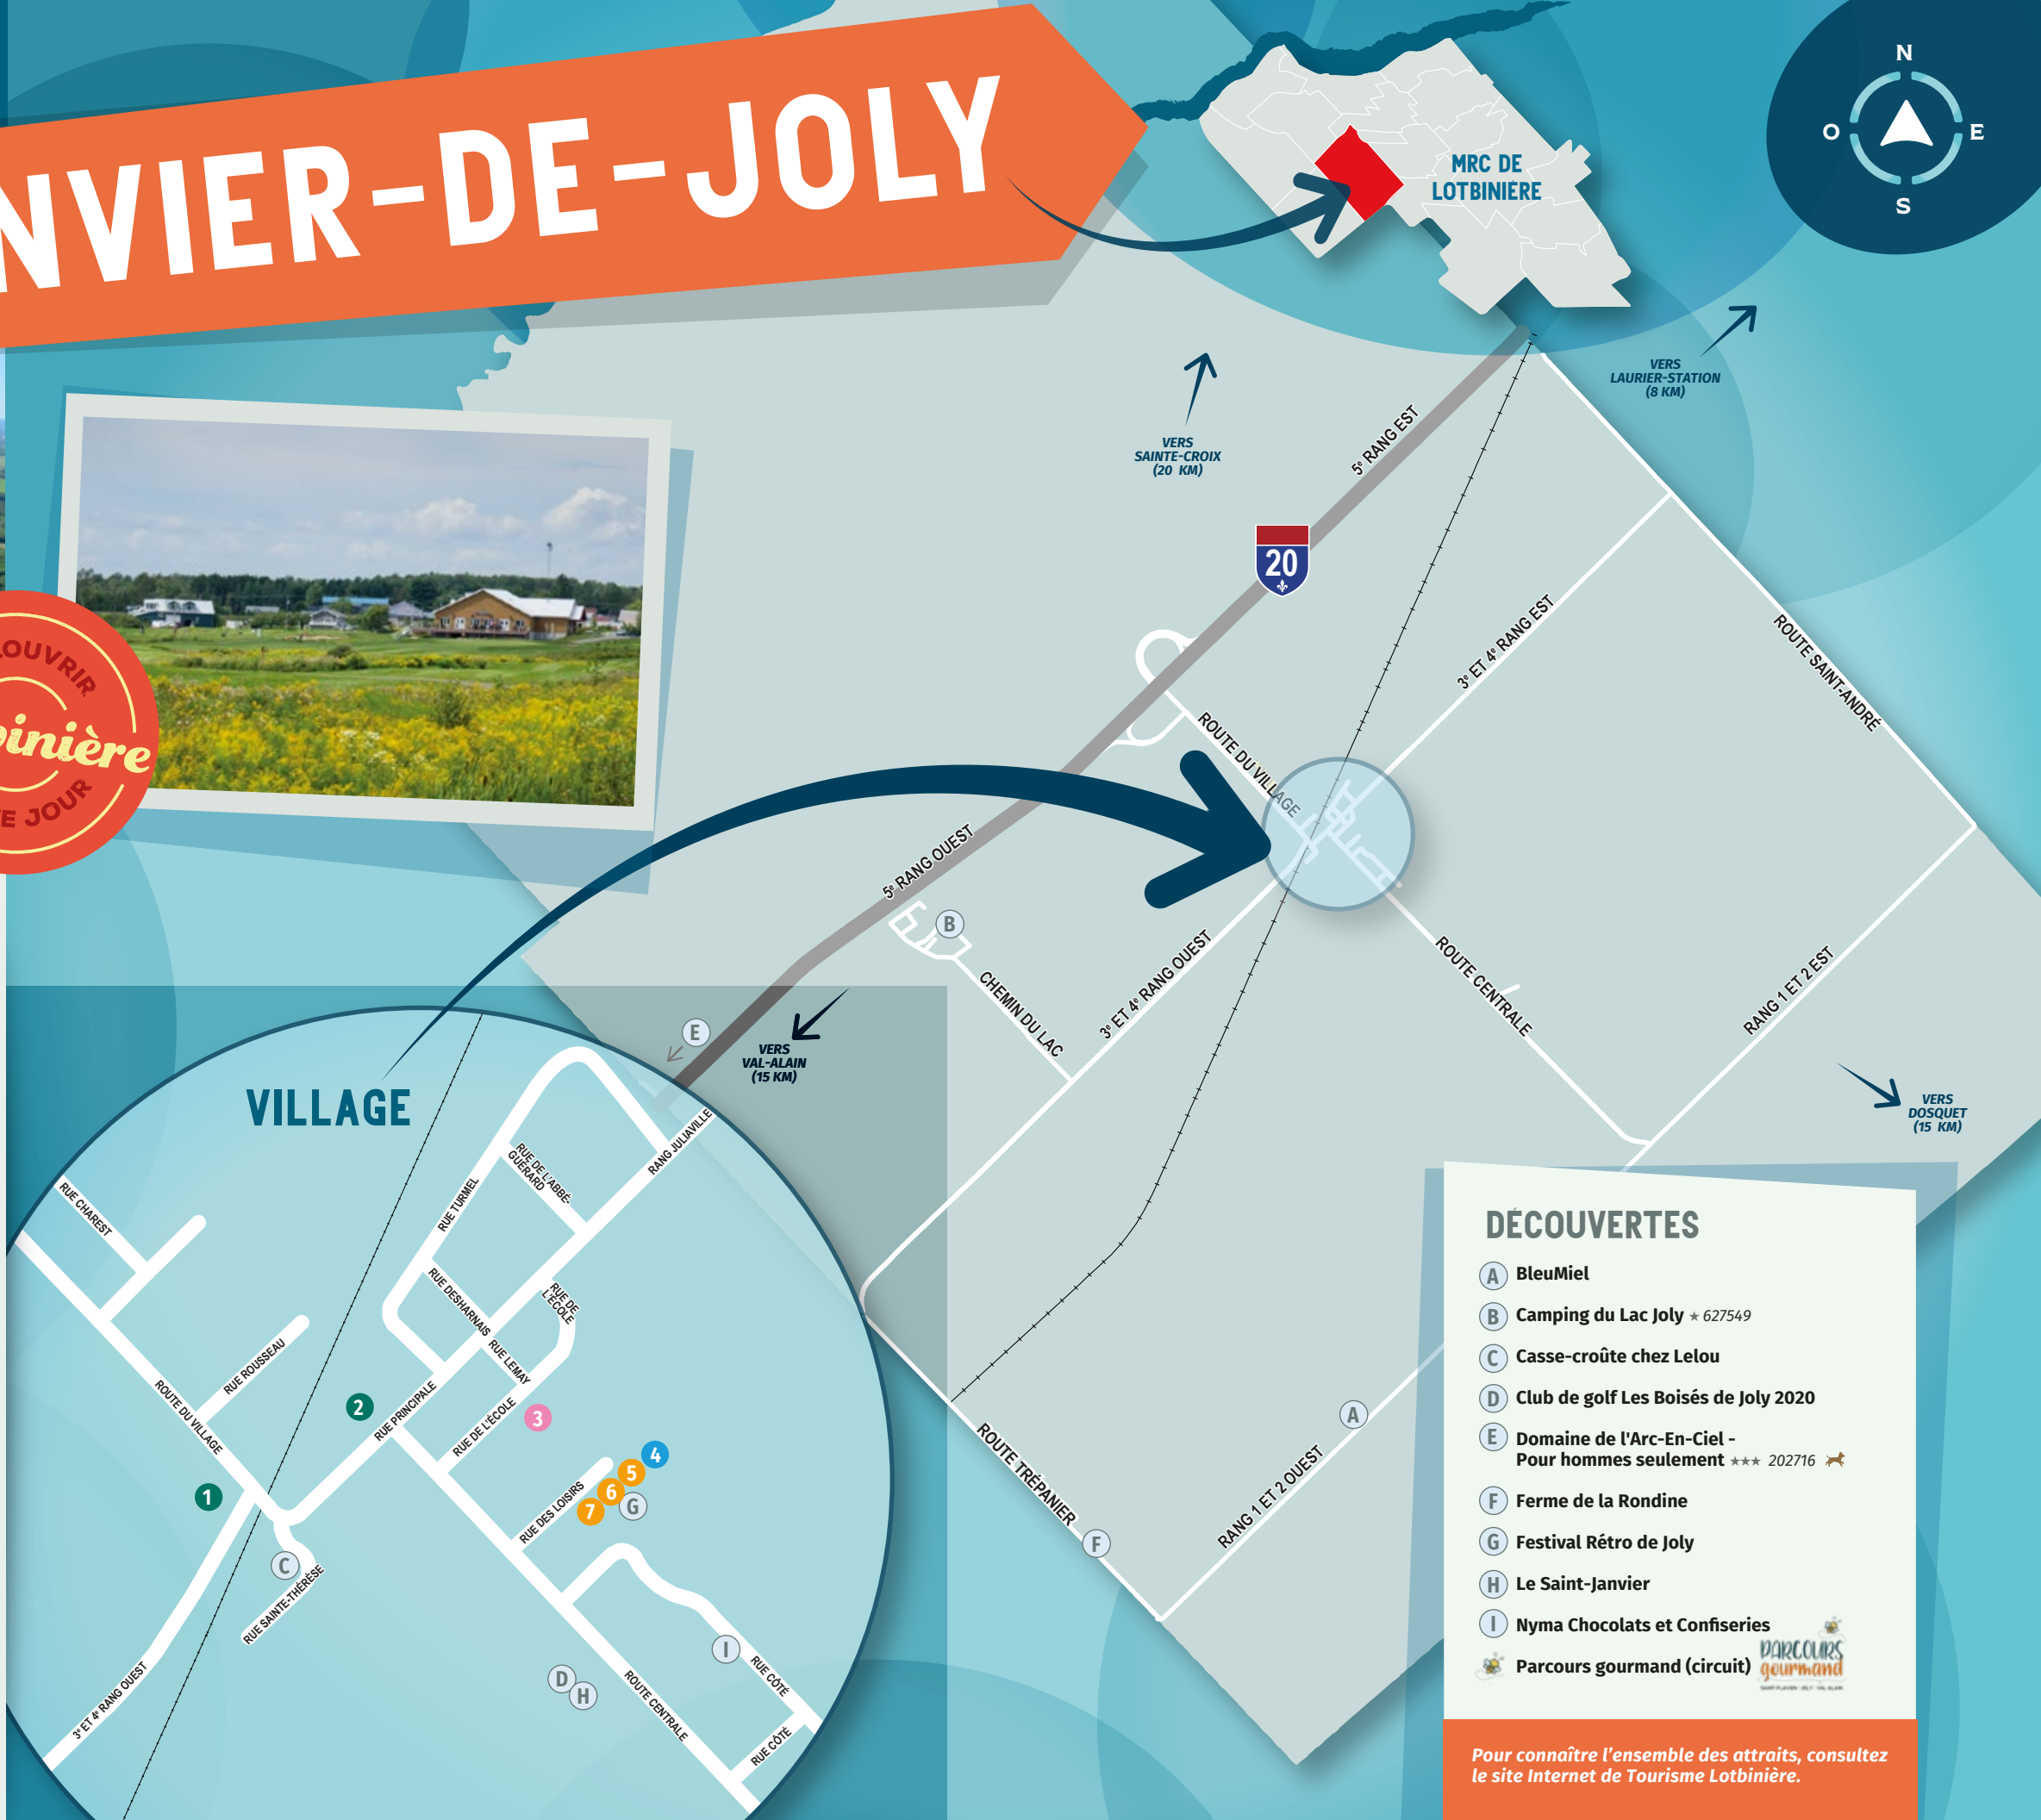 NVIER-DE-JOLY
MRC DE
LOTBINIÈRE
N
O
E
S
VERS
LAURIER-STATION
(8 KM)
VERS
SAINTE-CROIX
(20 KM)
5e RANG EST
20
3e ET 4e RANG EST
ROUTE SAINT-ANDRÉ
ROUTE DU VILLAGE
OUVRIR
binière
E JOUR
5e RANG OUEST
B
CHEMIN DU LAC
3e ET 4e RANG OUEST
ROUTE CENTRALE
RANG 1 ET 2 EST
E
VERS
VAL-ALAIN
(15 KM)
VERS
DOSQUET
(15 KM)
A
ROUTE TRÉPANIER
F
RANG 1 ET 2 OUEST
VILLAGE
RUE CHAREST
RUE TURMEL
RUE DE L'ABBÉ-
GUÉRARD
RANG JULIAVILLE
RUE DESHARNAIS
RUE DE
L'ÉCOLE
RUE LEMAY
RUE ROUSSEAU
ROUTE DU VILLAGE
2
RUE PRINCIPALE
RUE DE L'ÉCOLE
3
4
5
6
7
G
RUE DES LOISIRS
1
C
RUE SAINTE-THÉRÈSE
3e ET 4e RANG OUEST
D
H
I
RUE CÔTÉ
ROUTE CENTRALE
RUE CÔTÉ
DÉCOUVERTES
A BleuMiel
B Camping du Lac Joly ★ 627549
C Casse-croûte chez Lelou
D Club de golf Les Boisés de Joly 2020
E Domaine de l'Arc-En-Ciel -
Pour hommes seulement ★★★ 202716
F Ferme de la Rondine
G Festival Rétro de Joly
H Le Saint-Janvier
I Nyma Chocolats et Confiseries
Parcours gourmand (circuit)
PARCOURS
gourmand
SAINT-FLAVIEN | JOLY | VAL-ALAIN
Pour connaître l'ensemble des attraits, consultez
le site Internet de Tourisme Lotbinière.